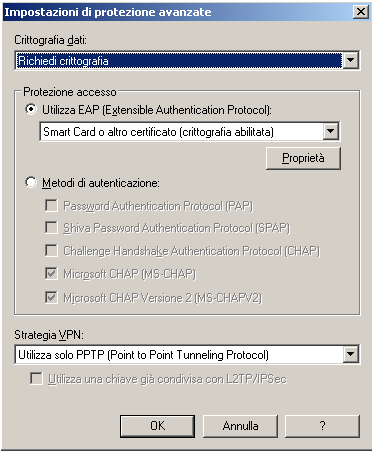 Impostazioni di protezione avanzate
Crittografia dati:
Richiedi crittografia
Protezione accesso
Utilizza EAP (Extensible Authentication Protocol):
Smart Card o altro certificato (crittografia abilitata)
Proprietà
Metodi di autenticazione:
Password Authentication Protocol (PAP)
Shiva Password Authentication Protocol (SPAP)
Challenge Handshake Authentication Protocol (CHAP)
Microsoft CHAP (MS-CHAP)
Microsoft CHAP Versione 2 (MS-CHAPV2)
Strategia VPN:
Utilizza solo PPTP (Point to Point Tunneling Protocol)
Utilizza una chiave già condivisa con L2TP/IPSec
OK
Annulla
?